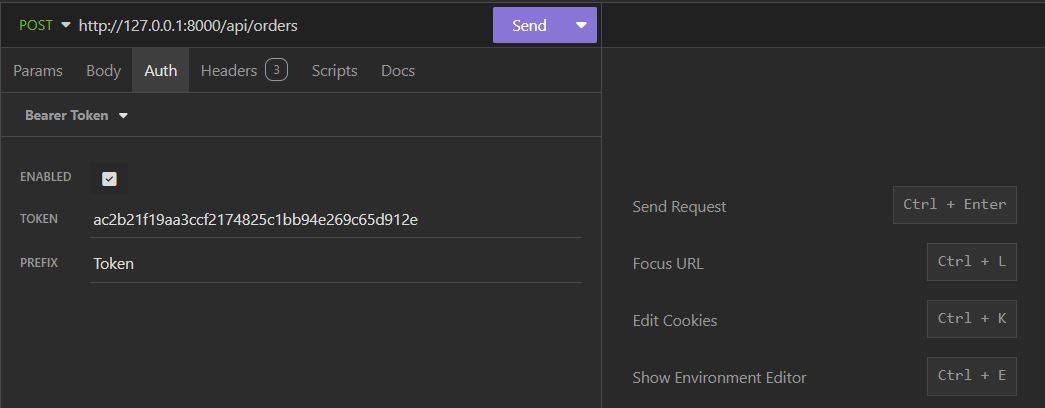 POST http://127.0.0.1:8000/api/orders Send
Params Body Auth Headers 3 Scripts Docs
Bearer Token
ENABLED
TOKEN ac2b21f19aa3ccf2174825c1bb94e269c65d912e
PREFIX Token
Send Request Ctrl + Enter
Focus URL Ctrl + L
Edit Cookies Ctrl + K
Show Environment Editor Ctrl + E